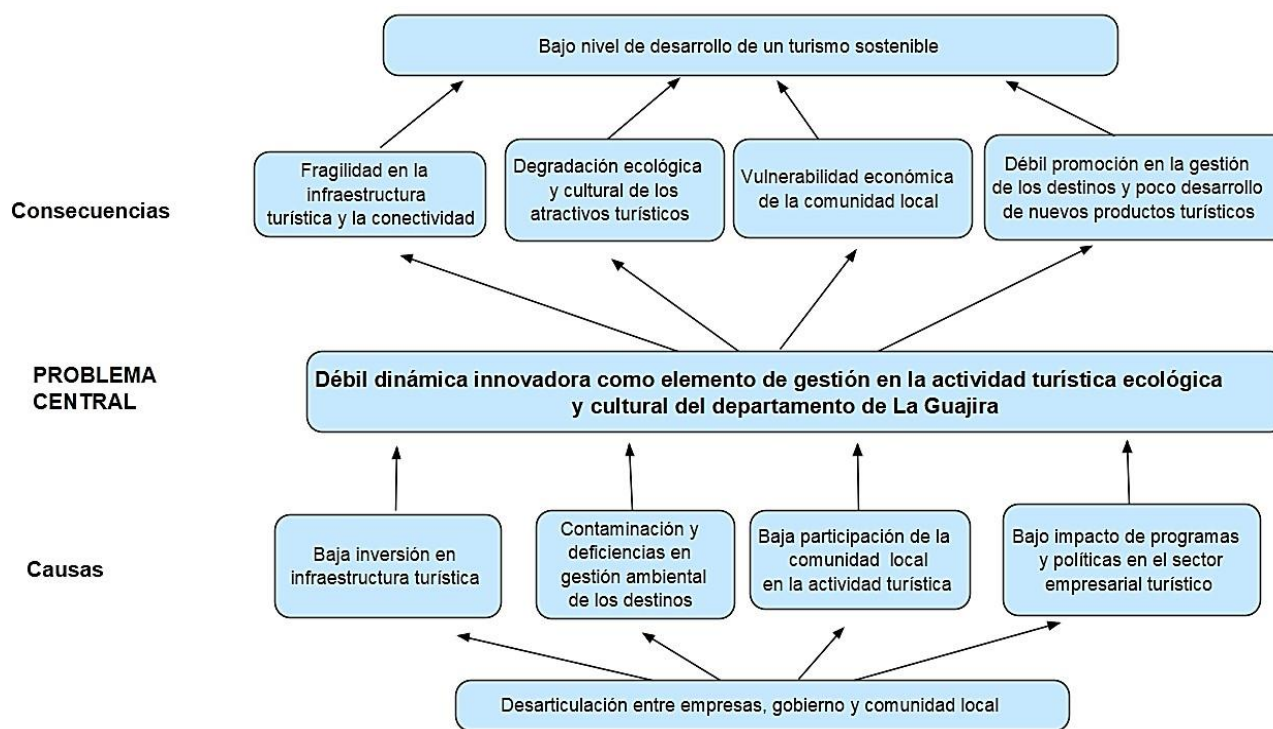 Bajo nivel de desarrollo de un turismo sostenible
Consecuencias
Fragilidad en la
infraestructura
turística y la conectividad
Degradación ecológica
y cultural de los
atractivos turísticos
Vulnerabilidad económica
de la comunidad local
Débil promoción en la gestión
de los destinos y poco desarrollo
de nuevos productos turísticos
PROBLEMA
CENTRAL
Débil dinámica innovadora como elemento de gestión en la actividad turística ecológica
y cultural del departamento de La Guajira
Causas
Baja inversión en
infraestructura turística
Contaminación y
deficiencias en
gestión ambiental
de los destinos
Baja participación de la
comunidad local
en la actividad turística
Bajo impacto de programas
y políticas en el sector
empresarial turístico
Desarticulación entre empresas, gobierno y comunidad local